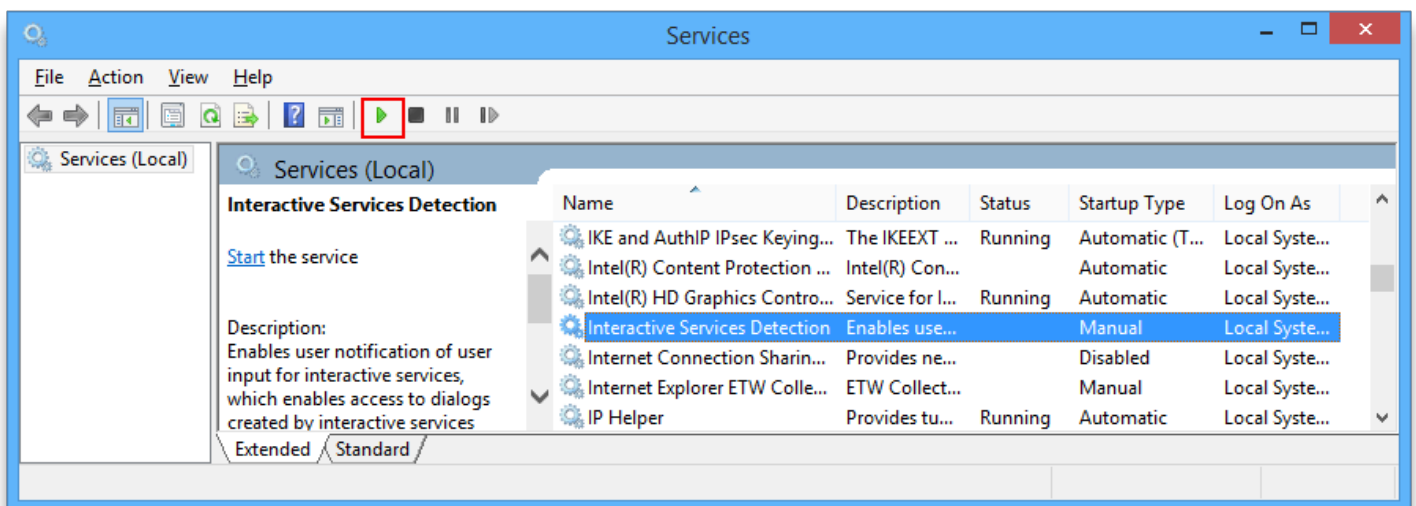 Services
File Action View Help
Services (Local)
Services (Local)
Interactive Services Detection
Start the service
Description:
Enables user notification of user
input for interactive services,
which enables access to dialogs
created by interactive services
Name Description Status Startup Type Log On As
IKE and AuthIP IPsec Keying... The IKEEXT ... Running Automatic (T... Local Syste...
Intel(R) Content Protection ... Intel(R) Con... Automatic Local Syste...
Intel(R) HD Graphics Contro... Service for I... Running Automatic Local Syste...
Interactive Services Detection Enables use... Manual Local Syste...
Internet Connection Sharin... Provides ne... Disabled Local Syste...
Internet Explorer ETW Colle... ETW Collect... Manual Local Syste...
IP Helper Provides tu... Running Automatic Local Syste...
Extended Standard